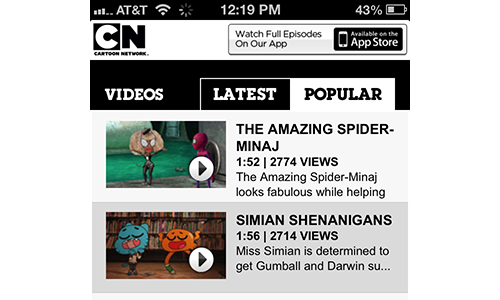 AT&T 12:19 PM 43%
CN
CARTOON NETWORK
Watch Full Episodes
On Our App
Available on the
App Store
VIDEOS LATEST POPULAR
THE AMAZING SPIDER-
MINAJ
1:52 | 2774 VIEWS
The Amazing Spider-Minaj
looks fabulous while helping
SIMIAN SHENANIGANS
1:56 | 2714 VIEWS
Miss Simian is determined to
get Gumball and Darwin su...